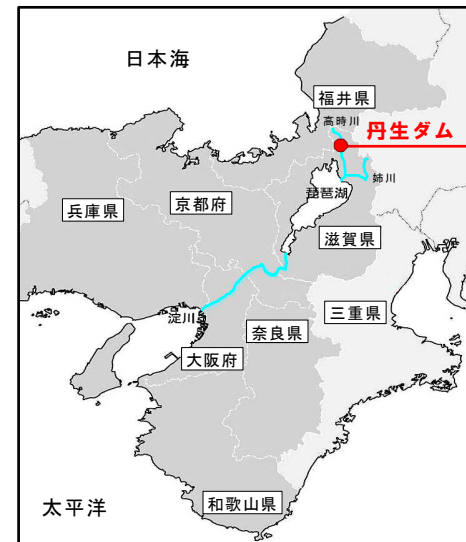 日本海
福井県
高時川
丹生ダム
姉川
琵琶湖
兵庫県
京都府
滋賀県
淀川
三重県
奈良県
大阪府
和歌山県
太平洋